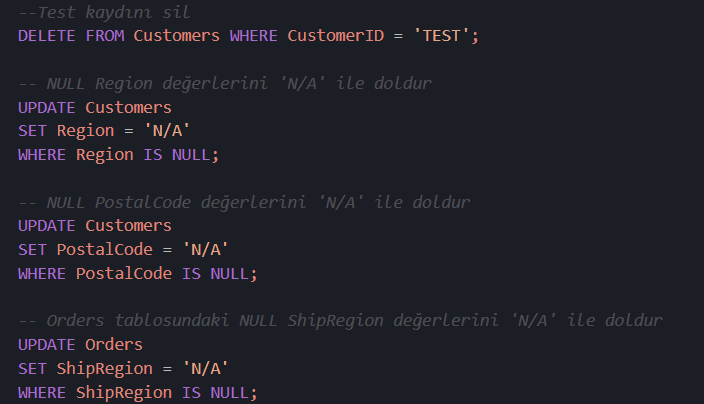 --Test kaydını sil
DELETE FROM Customers WHERE CustomerID = 'TEST';
-- NULL Region değerlerini 'N/A' ile doldur
UPDATE Customers
SET Region = 'N/A'
WHERE Region IS NULL;
-- NULL PostalCode değerlerini 'N/A' ile doldur
UPDATE Customers
SET PostalCode = 'N/A'
WHERE PostalCode IS NULL;
-- Orders tablosundaki NULL ShipRegion değerlerini 'N/A' ile doldur
UPDATE Orders
SET ShipRegion = 'N/A'
WHERE ShipRegion IS NULL;